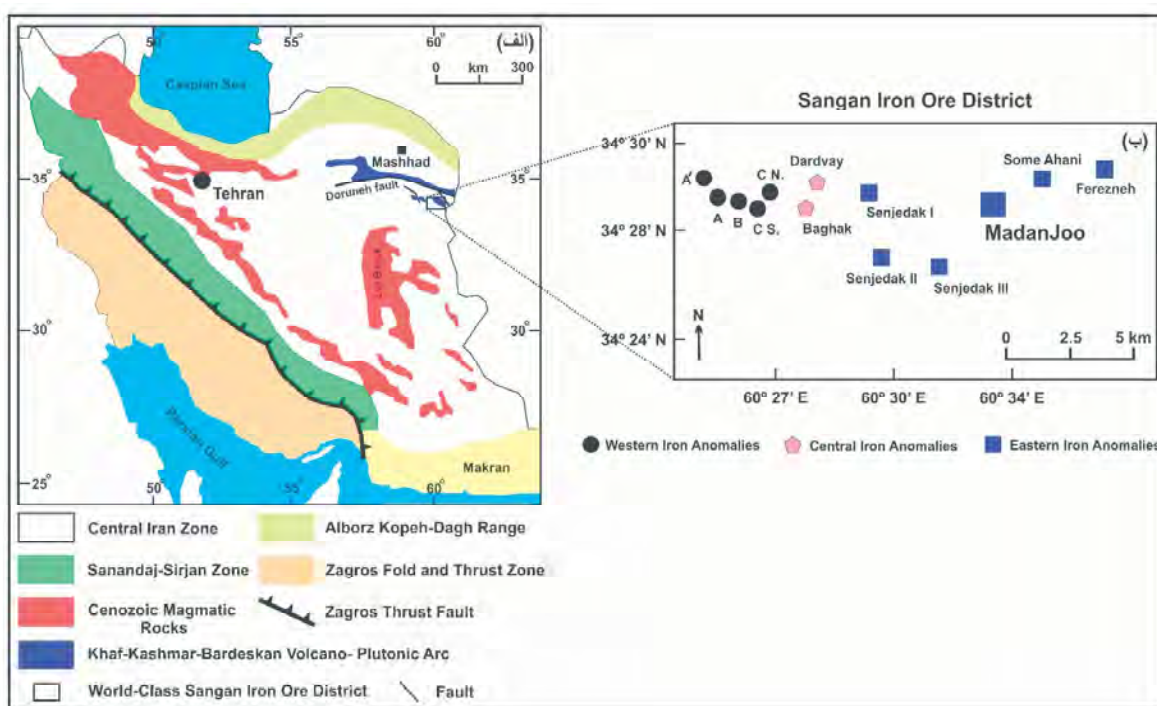 50°
55°
60°
(الف)
0 km 300
Caspian Sea
Mashhad
35°
35°
Tehran
Doruneh fault
30°
30°
Persian Gulf
Makran
25°
25°
50°
55°
60°
Central Iran Zone
Alborz Kopeh-Dagh Range
Sanandaj-Sirjan Zone
Zagros Fold and Thrust Zone
Cenozoic Magmatic
Rocks
Zagros Thrust Fault
Khaf-Kashmar-Bardeskan Volcano- Plutonic Arc
World-Class Sangan Iron Ore District
Fault
Sangan Iron Ore District
(ب)
34° 30' N
34° 28' N
34° 24' N
A'
A
B
C N.
C S.
Dardvay
Baghak
Senjedak I
Senjedak II
Senjedak III
Some Ahani
Ferezneh
MadanJoo
N
0 2.5 5 km
60° 27' E
60° 30' E
60° 34' E
Western Iron Anomalies
Central Iron Anomalies
Eastern Iron Anomalies